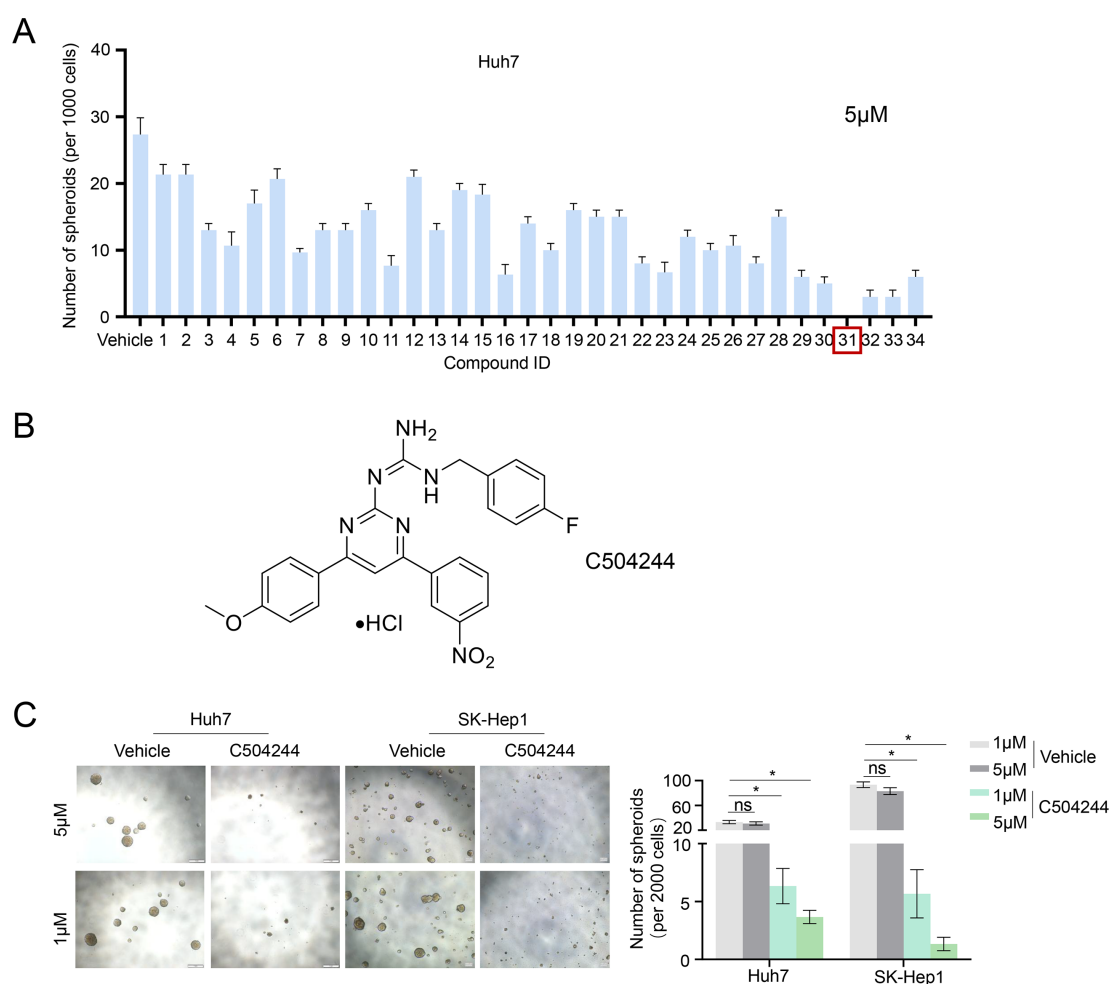 A
Huh7
5μM
Number of spheroids (per 1000 cells)
40
30
20
10
0
Vehicle 1 2 3 4 5 6 7 8 9 10 11 12 13 14 15 16 17 18 19 20 21 22 23 24 25 26 27 28 29 30 31 32 33 34
Compound ID
B
NH2
N
N
H
N
N
F
C504244
O
•HCl
NO2
C
Huh7
SK-Hep1
Vehicle
C504244
Vehicle
C504244
5μM
1μM
Number of spheroids
(per 2000 cells)
100
60
20
10
5
0
ns
*
*
ns
*
*
Huh7
SK-Hep1
1μM
5μM
Vehicle
1μM
5μM
C504244